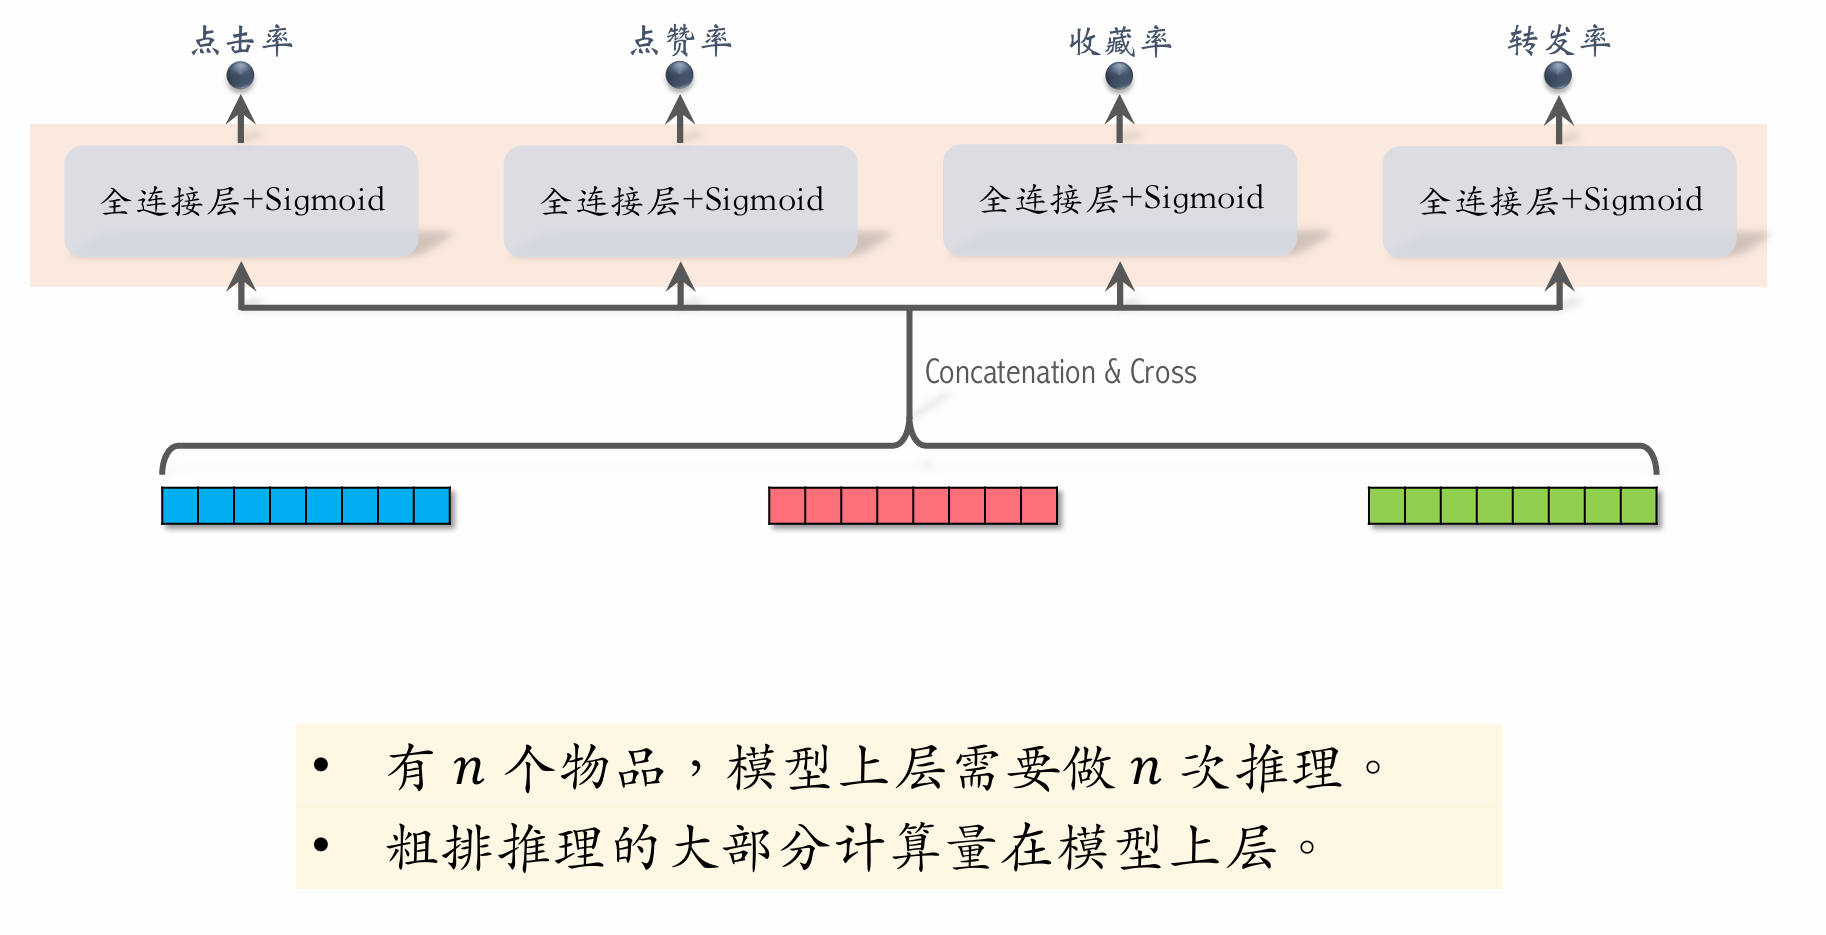 点击率 点赞率 收藏率 转发率
全连接层+Sigmoid 全连接层+Sigmoid 全连接层+Sigmoid 全连接层+Sigmoid
Concatenation & Cross
• 有 n 个物品，模型上层需要做 n 次推理。
• 粗排推理的大部分计算量在模型上层。